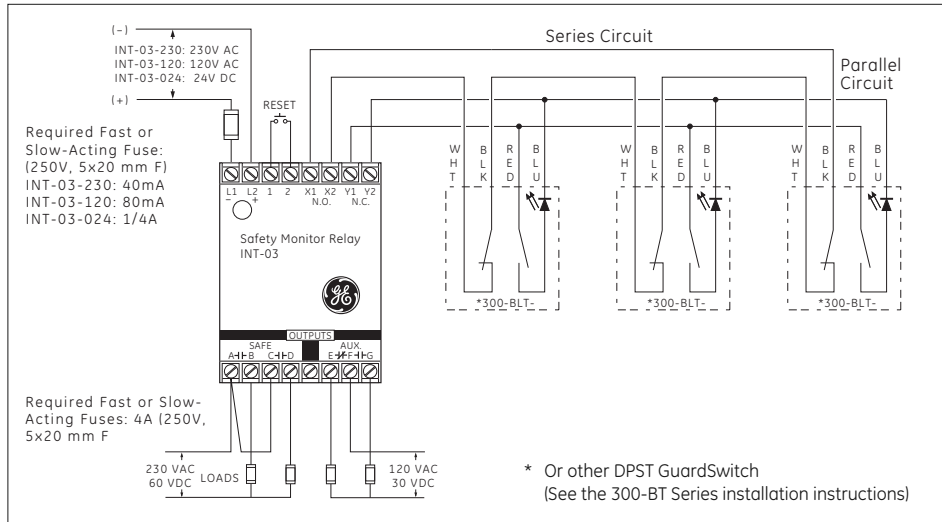 (-)
INT-03-230: 230V AC
INT-03-120: 120V AC
INT-03-024: 24V DC
(+)
Series Circuit
Parallel
Circuit
RESET
Required Fast or
Slow-Acting Fuse:
(250V, 5x20 mm F)
INT-03-230: 40mA
INT-03-120: 80mA
INT-03-024: 1/4A
WHT BLK RED BLU
WHT BLK RED BLU
WHT BLK RED BLU
L1 L2 1 2 X1 X2 Y1 Y2
- + N.O. N.C.
Safety Monitor Relay
INT-03
GE
*300-BLT-
*300-BLT-
*300-BLT-
OUTPUTS
SAFE AUX.
A B C D E F G
Required Fast or Slow-
Acting Fuses: 4A (250V,
5x20 mm F
230 VAC
60 VDC
LOADS
120 VAC
30 VDC
* Or other DPST GuardSwitch
(See the 300-BT Series installation instructions)